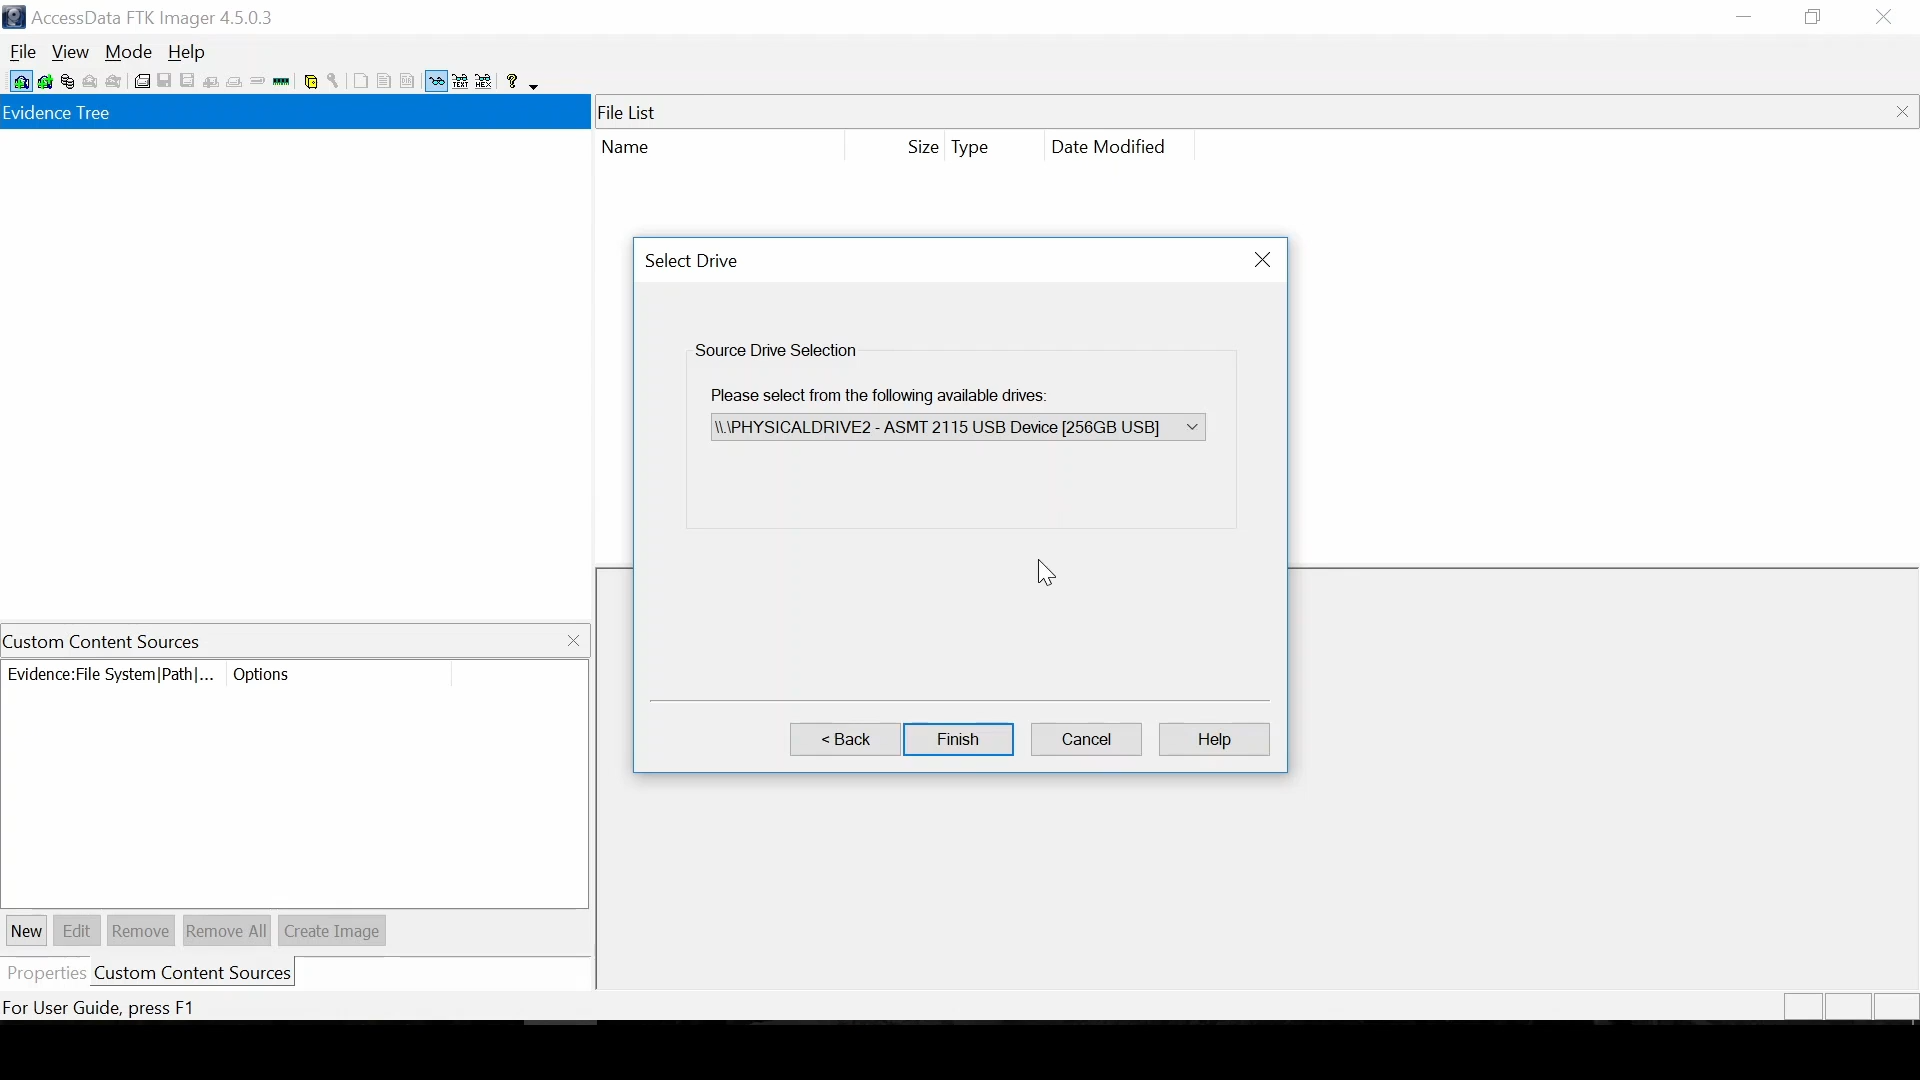 AccessData FTK Imager 4.5.0.3
File View Mode Help
TEXT HEX ?
Evidence Tree
File List
Name Size Type Date Modified
Select Drive
Source Drive Selection
Please select from the following available drives:
\\.\PHYSICALDRIVE2 - ASMT 2115 USB Device [256GB USB]
< Back Finish Cancel Help
Custom Content Sources
Evidence:File System|Path|... Options
New Edit Remove Remove All Create Image
Properties Custom Content Sources
For User Guide, press F1